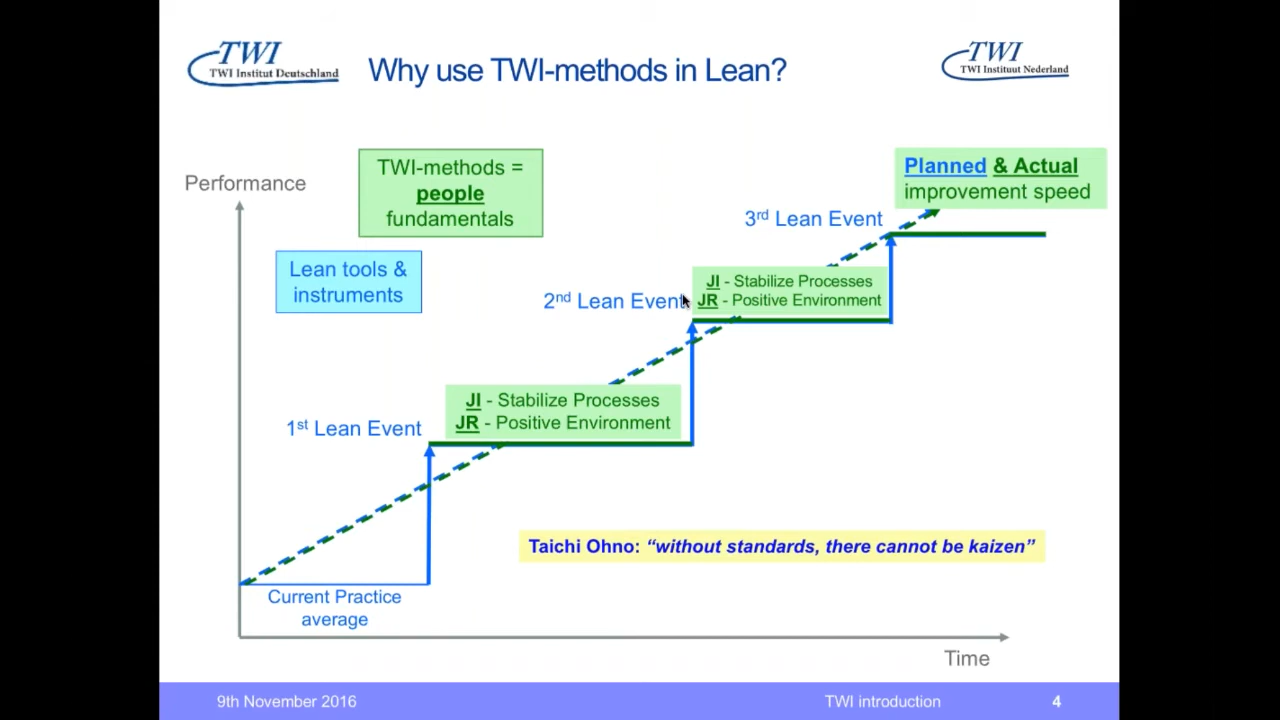 TWI
TWI Institut Deutschland
Why use TWI-methods in Lean?
TWI
TWI Instituut Nederland
Performance
TWI-methods =
people
fundamentals
Lean tools &
instruments
Planned & Actual
improvement speed
3rd Lean Event
JI - Stabilize Processes
JR - Positive Environment
2nd Lean Event
JI - Stabilize Processes
JR - Positive Environment
1st Lean Event
Taichi Ohno: “without standards, there cannot be kaizen”
Current Practice
average
Time
9th November 2016
TWI introduction
4